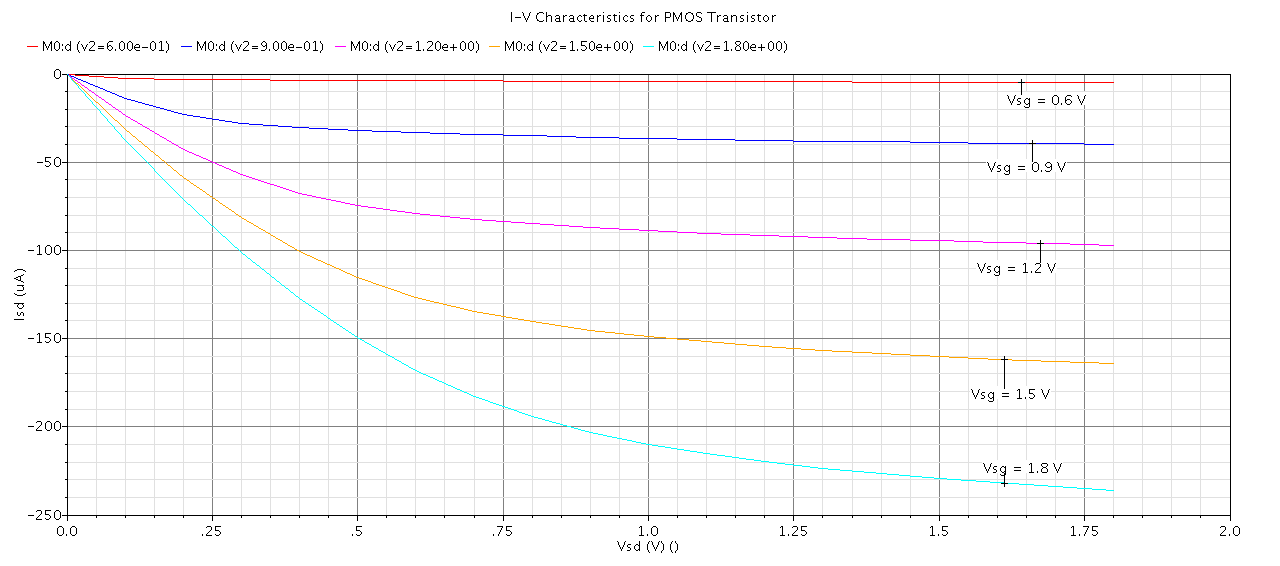 I-V Characteristics for PMOS Transistor
M0:d (v2=6.00e-01) M0:d (v2=9.00e-01) M0:d (v2=1.20e+00) M0:d (v2=1.50e+00) M0:d (v2=1.80e+00)
0
Vsg = 0.6 V
-50
Vsg = 0.9 V
-100
Vsg = 1.2 V
Isd (uA)
-150
Vsg = 1.5 V
-200
Vsg = 1.8 V
-250
0.0 .25 .5 .75 1.0 1.25 1.5 1.75 2.0
Vsd (V) ()